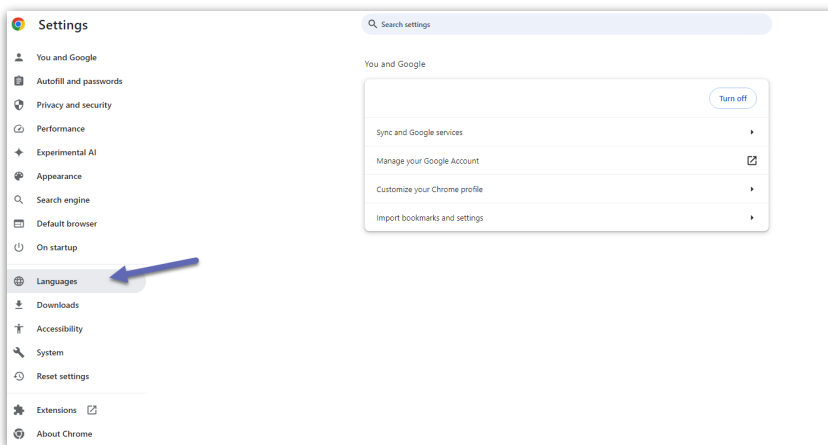 Settings
Search settings
You and Google
Autofill and passwords
Privacy and security
Performance
Experimental AI
Appearance
Search engine
Default browser
On startup
Languages
Downloads
Accessibility
System
Reset settings
Extensions
About Chrome
You and Google
Turn off
Sync and Google services
Manage your Google Account
Customize your Chrome profile
Import bookmarks and settings